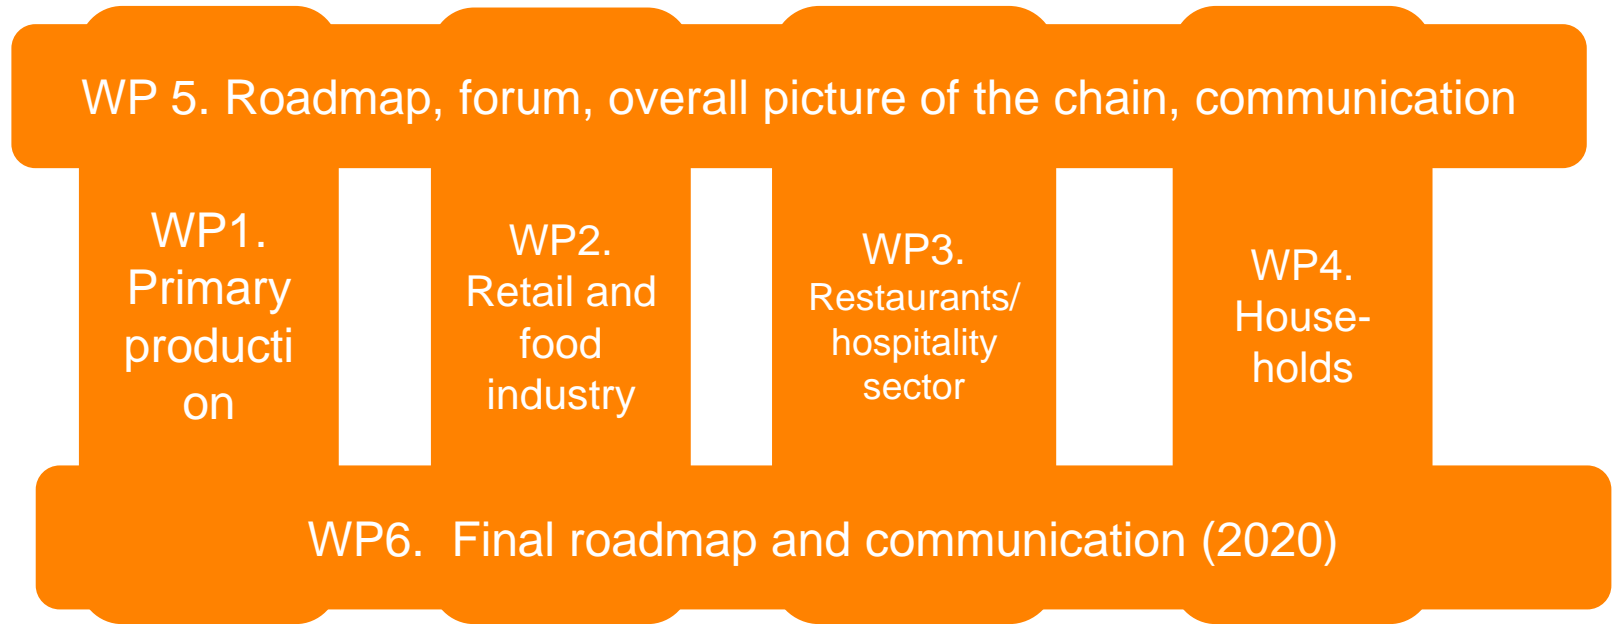 WP 5. Roadmap, forum, overall picture of the chain, communication
WP1.
Primary
producti
on
WP2.
Retail and
food
industry
WP3.
Restaurants/
hospitality
sector
WP4.
House-
holds
WP6.  Final roadmap and communication (2020)